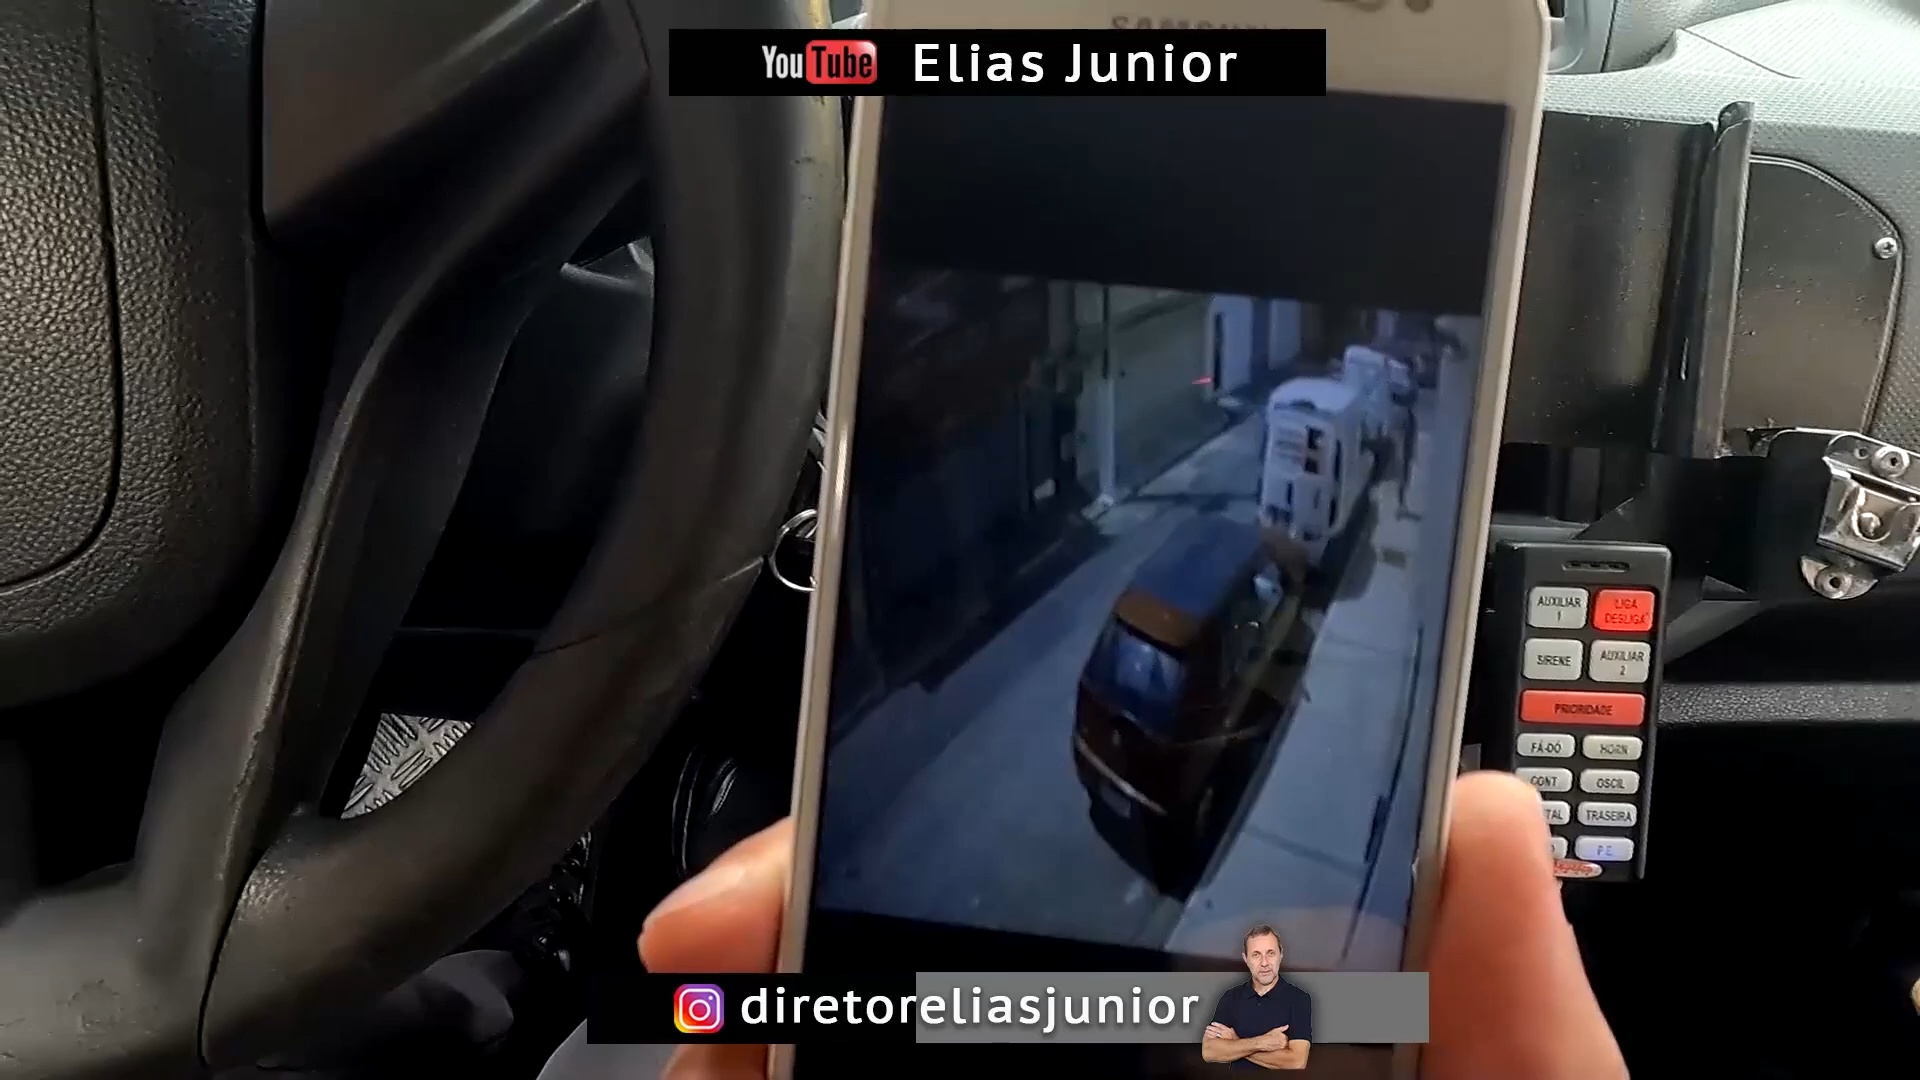 SAMSUNG
YouTube Elias Junior
AUXILIAR 1
LIGA DESLIGA
SIRENE
AUXILIAR 2
PRIORIDADE
FÁ-DÓ
HORN
CONT
OSCIL
TAL
TRASEIRA
P.E.
diretoreliasjunior